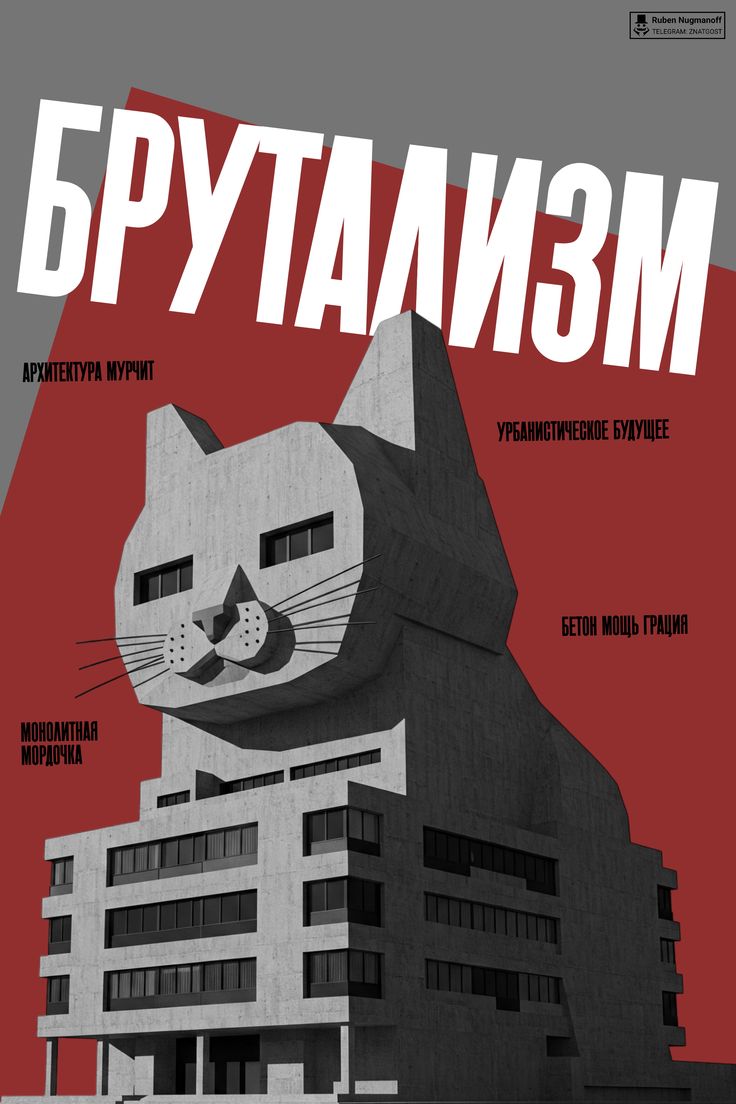 Ruben Nugmanoff
TELEGRAM: ZNATGOST
БРУТАЛИЗМ
АРХИТЕКТУРА МУРЧИТ
УРБАНИСТИЧЕСКОЕ БУДУЩЕЕ
БЕТОН МОЩЬ ГРАЦИЯ
МОНОЛИТНАЯ
МОРДОЧКА